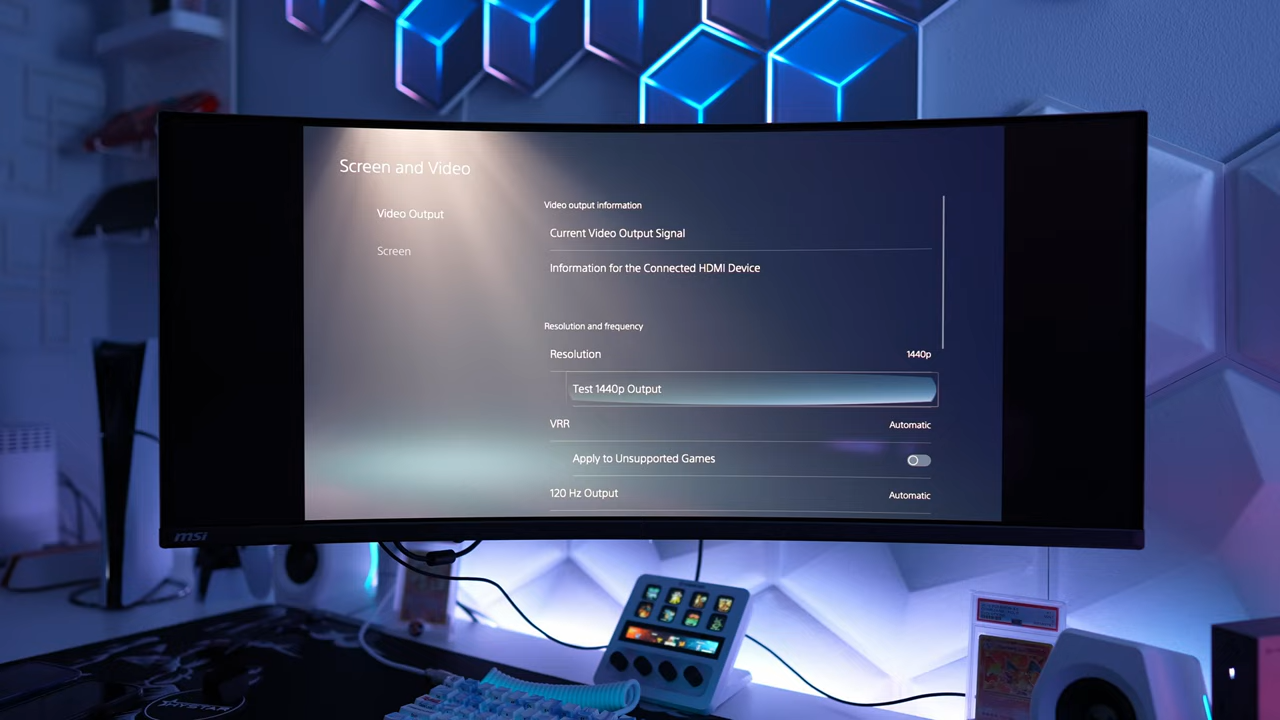 Screen and Video
Video Output
Screen
Video output information
Current Video Output Signal
Information for the Connected HDMI Device
Resolution and frequency
Resolution 1440p
Test 1440p Output
VRR Automatic
Apply to Unsupported Games
120 Hz Output Automatic
msi